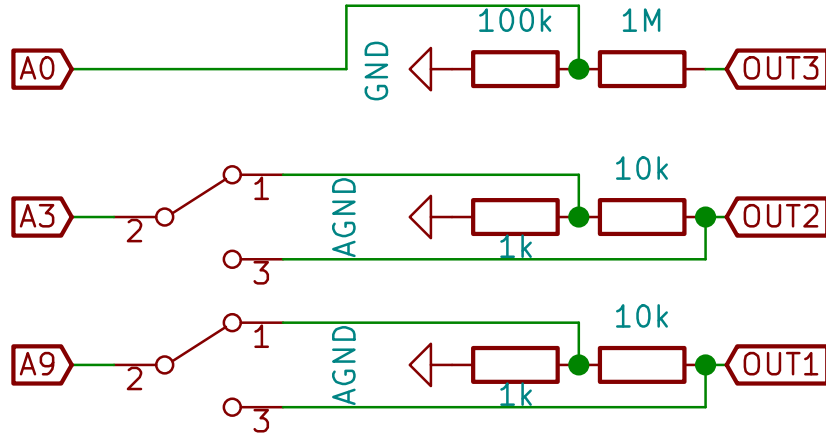 100k 1M
A0 GND OUT3
10k
1 AGND
A3 2 OUT2
1k
3
10k
1 AGND
A9 2 OUT1
1k
3